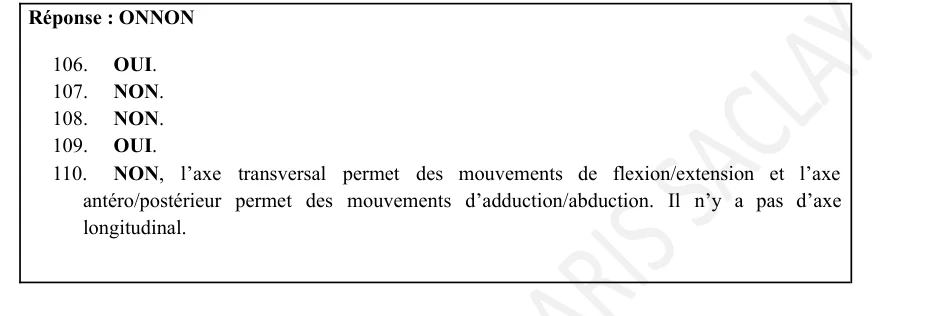 Réponse : ONNON
106. OUI.
107. NON.
108. NON.
109. OUI.
110. NON, l’axe transversal permet des mouvements de flexion/extension et l’axe
antéro/postérieur permet des mouvements d’adduction/abduction. Il n’y a pas d’axe
longitudinal.
ARIS SACLAY